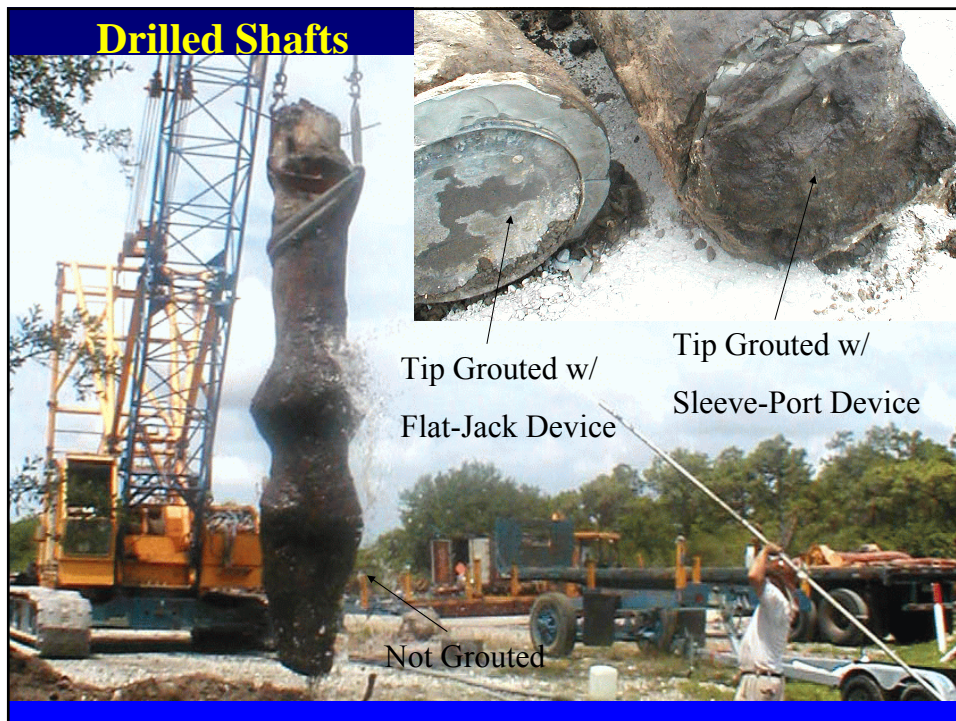 Drilled Shafts
Tip Grouted w/
Flat-Jack Device
Tip Grouted w/
Sleeve-Port Device
Not Grouted